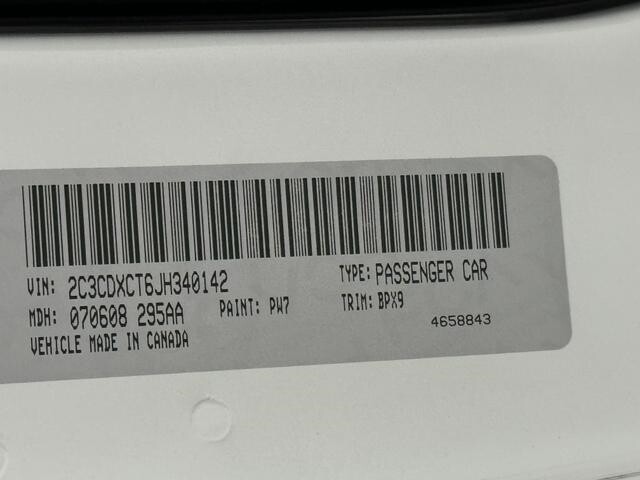 VIN: 2C3CDXCT6JH340142 TYPE: PASSENGER CAR
MDH: 070608 295AA PAINT: PW7 TRIM: BPX9
VEHICLE MADE IN CANADA 4658843